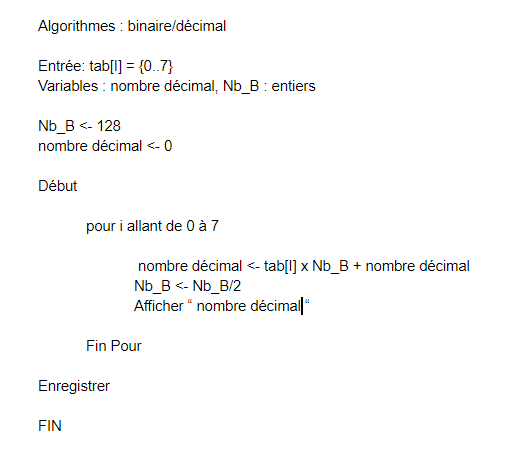 Algorithmes : binaire/décimal
Entrée: tab[I] = {0..7}
Variables : nombre décimal, Nb_B : entiers
Nb_B <- 128
nombre décimal <- 0
Début
pour i allant de 0 à 7
nombre décimal <- tab[I] x Nb_B + nombre décimal
Nb_B <- Nb_B/2
Afficher “ nombre décimal “
Fin Pour
Enregistrer
FIN